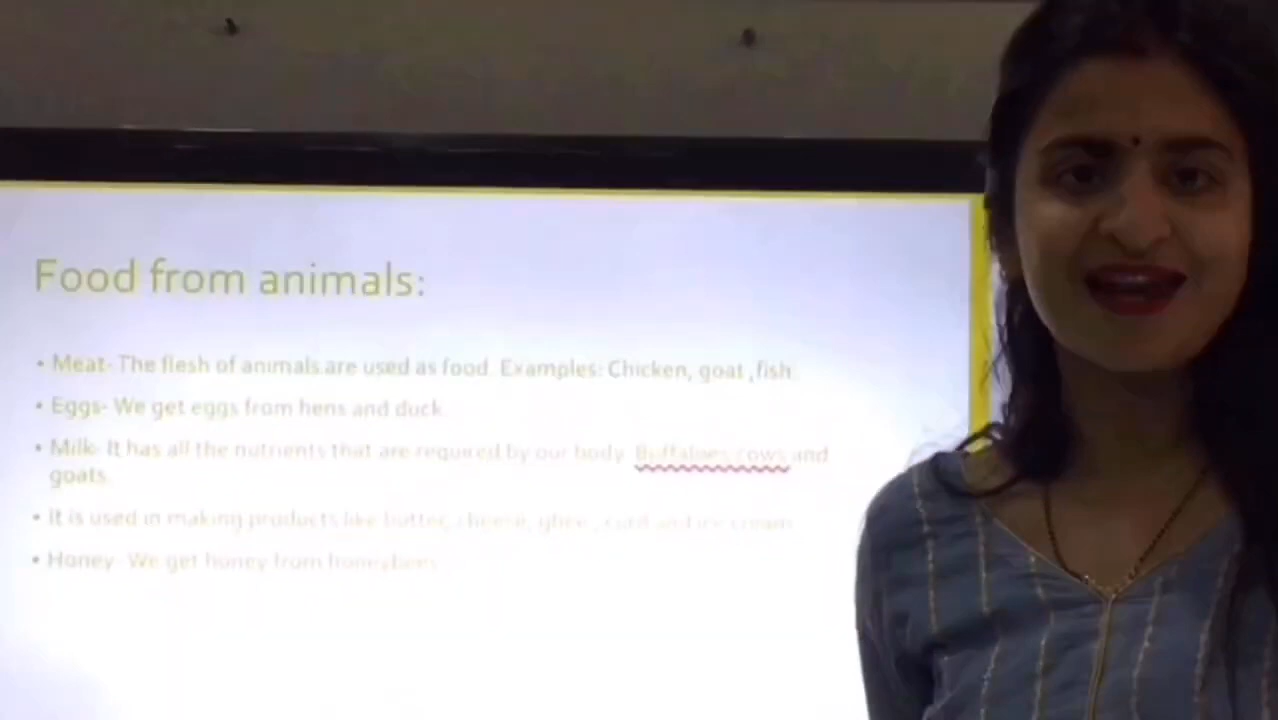 Food from animals:
• Meat- The flesh of animals are used as food. Examples: Chicken, goat ,fish.
• Eggs- We get eggs from hens and duck
• Milk- It has all the nutrients that are required by our body. Buffaloes cows and
goats.
• It is used in making products like butter, cheese, ghee , curd and ice cream.
• Honey- We get honey from honeybees.